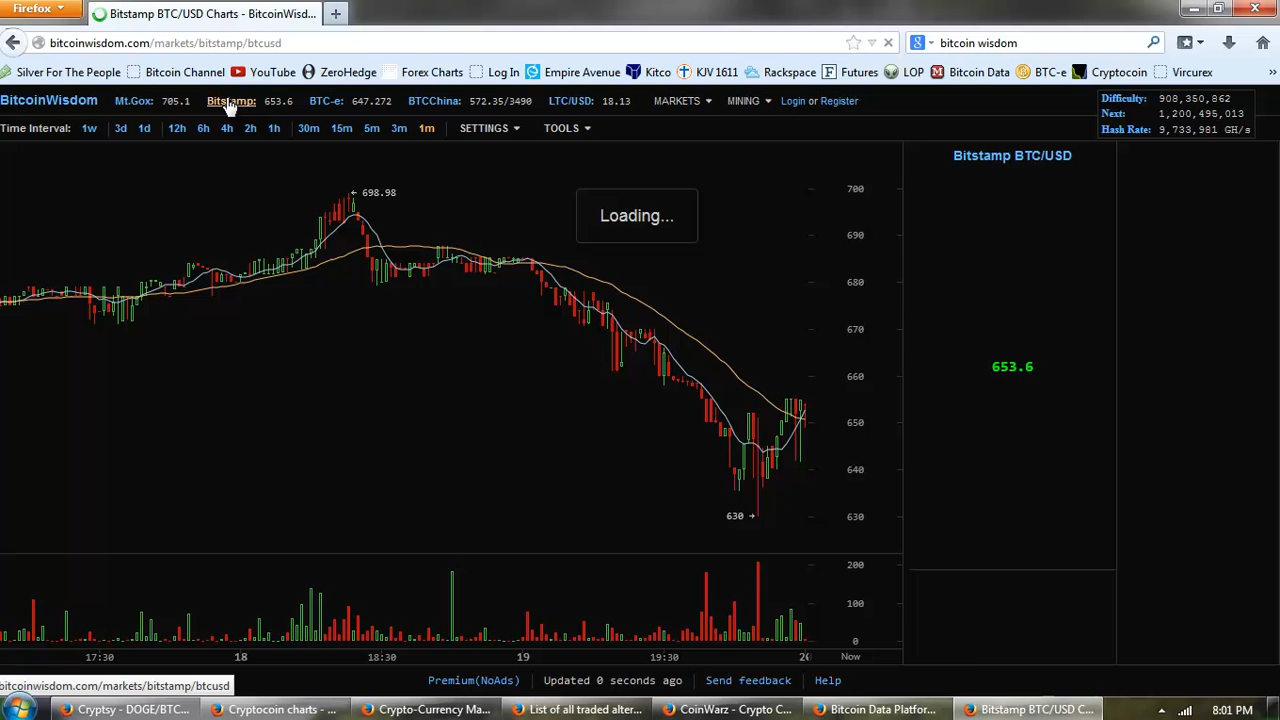 Firefox
Bitstamp BTC/USD Charts - BitcoinWisd...
bitcoinwisdom.com/markets/bitstamp/btcusd
bitcoin wisdom
Silver For The People
Bitcoin Channel
YouTube
ZeroHedge
Forex Charts
Log In
Empire Avenue
Kitco
KJV 1611
Rackspace
Futures
LOP
Bitcoin Data
BTC-e
Cryptocoin
Vircurex
BitcoinWisdom Mt.Gox: 705.1 Bitstamp: 653.6 BTC-e: 647.272 BTCChina: 572.35/3490 LTC/USD: 18.13 MARKETS MINING Login or Register
Difficulty: 908,350,862
Next: 1,200,495,013
Hash Rate: 9,733,981 GH/s
Time Interval: 1w 3d 1d 12h 6h 4h 2h 1h 30m 15m 5m 3m 1m SETTINGS TOOLS
Bitstamp BTC/USD
Loading...
698.98
700
690
680
670
660
650
640
630
630
653.6
200
100
0
17:30 18 18:30 19 19:30 Now
bitcoinwisdom.com/markets/bitstamp/btcusd
Premium(NoAds) Updated 0 seconds ago Send feedback Help
Cryptsy - DOGE/BTC...
Cryptocoin charts - ...
Crypto-Currency Ma...
List of all traded alter...
CoinWarz - Crypto C...
Bitcoin Data Platfor...
Bitstamp BTC/USD C...
8:01 PM